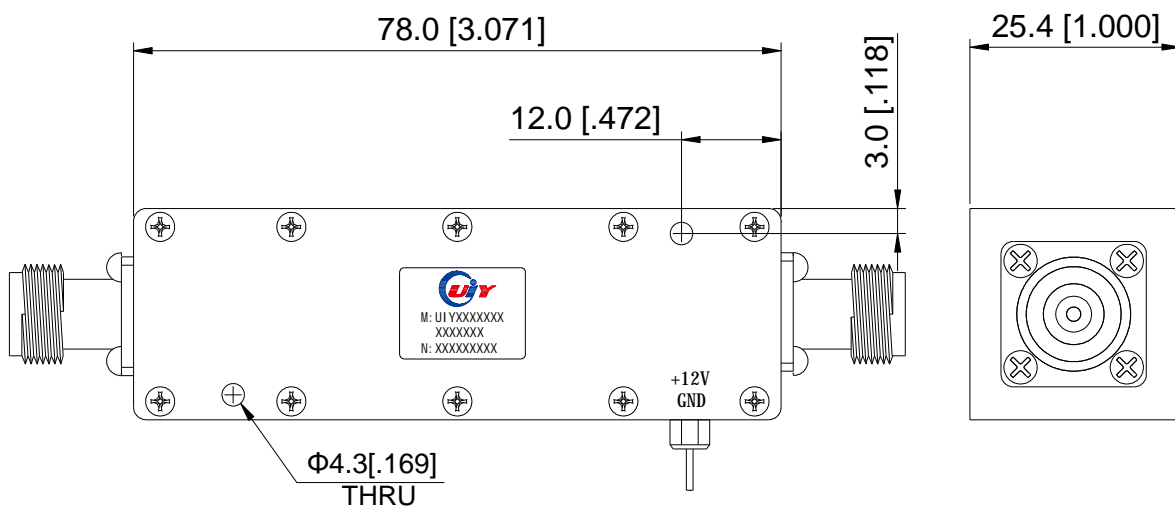 78.0 [3.071]
25.4 [1.000]
12.0 [.472]
3.0 [.118]
UIY
M: UIYXXXXXXX
XXXXXXX
N: XXXXXXXXX
+12V
GND
Φ4.3[.169]
THRU